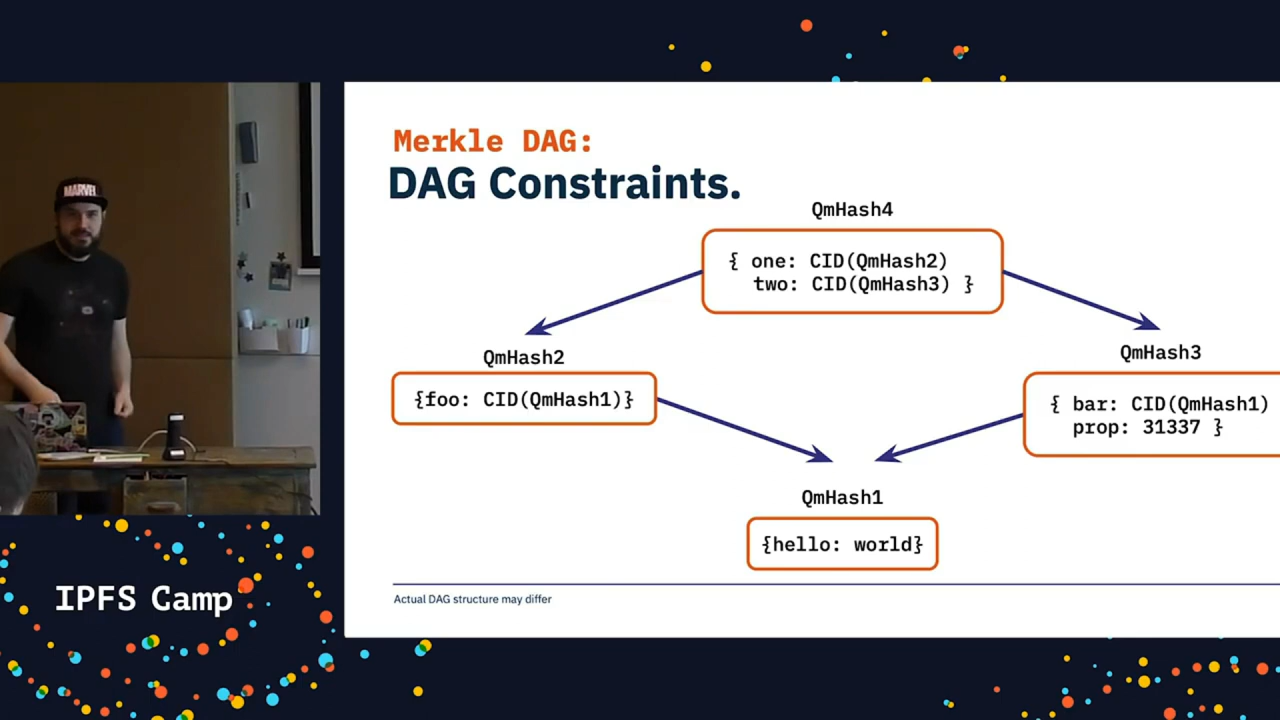 MARVEL
IPFS Camp
Merkle DAG:
DAG Constraints.
QmHash4
{ one: CID(QmHash2)
two: CID(QmHash3) }
QmHash2
{foo: CID(QmHash1)}
QmHash3
{ bar: CID(QmHash1)
prop: 31337 }
QmHash1
{hello: world}
Actual DAG structure may differ